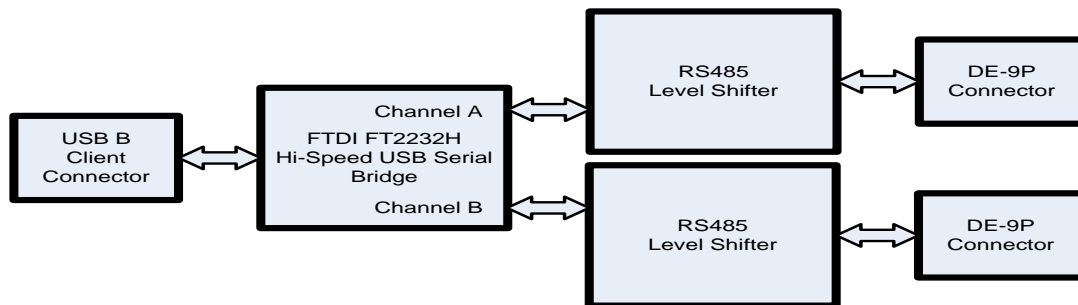 USB B
Client
Connector
Channel A
FTDI FT2232H
Hi-Speed USB Serial
Bridge
Channel B
RS485
Level Shifter
DE-9P
Connector
RS485
Level Shifter
DE-9P
Connector